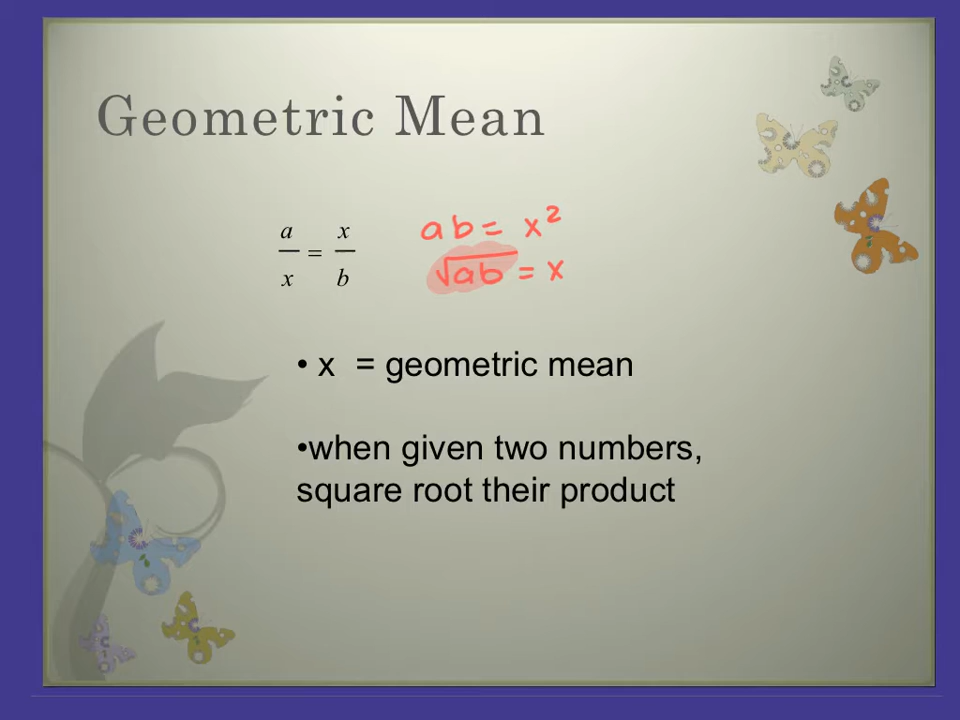 Geometric Mean
a/x = x/b
ab = x²
√ab = x
• x = geometric mean
•when given two numbers,
square root their product